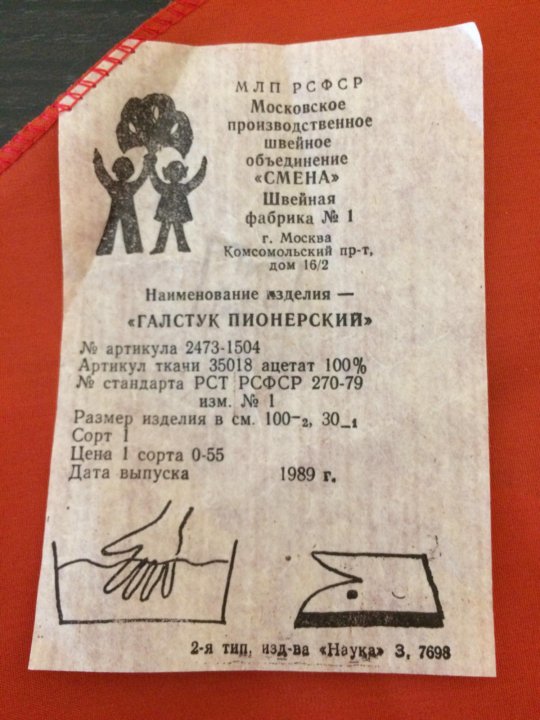 МЛП РСФСР
Московское
производственное
швейное
объединение
«СМЕНА»
Швейная
фабрика № 1
г. Москва
Комсомольский пр-т,
дом 16/2
Наименование изделия —
«ГАЛСТУК ПИОНЕРСКИЙ»
№ артикула 2473-1504
Артикул ткани 35018 ацетат 100%
№ стандарта РСТ РСФСР 270-79
изм. № 1
Размер изделия в см. 100-2, 30-1
Сорт 1
Цена 1 сорта 0-55
Дата выпуска 1989 г.
2-я тип, изд-ва «Наука» З, 7698